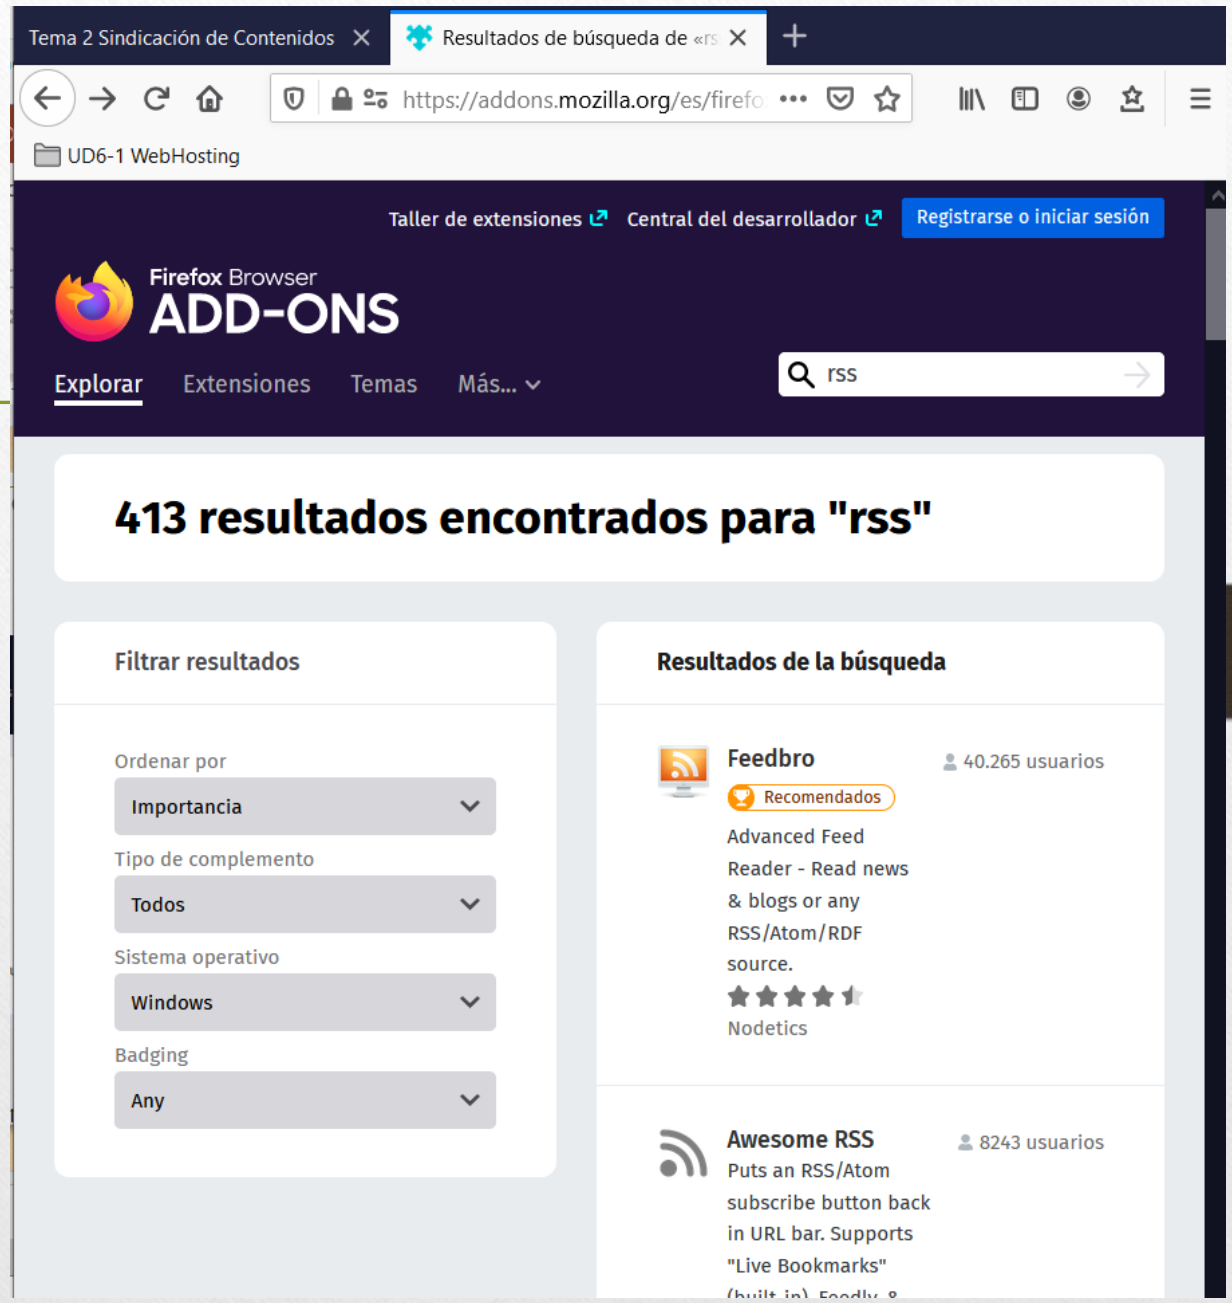 Tema 2 Sindicación de Contenidos
Resultados de búsqueda de «rs
https://addons.mozilla.org/es/firefo
UD6-1 WebHosting
Taller de extensiones
Central del desarrollador
Registrarse o iniciar sesión
Firefox Browser
ADD-ONS
Explorar
Extensiones
Temas
Más...
rss
413 resultados encontrados para "rss"
Filtrar resultados
Ordenar por
Importancia
Tipo de complemento
Todos
Sistema operativo
Windows
Badging
Any
Resultados de la búsqueda
Feedbro
40.265 usuarios
Recomendados
Advanced Feed
Reader - Read news
& blogs or any
RSS/Atom/RDF
source.
Nodetics
Awesome RSS
8243 usuarios
Puts an RSS/Atom
subscribe button back
in URL bar. Supports
"Live Bookmarks"
(built-in), Feedly, &